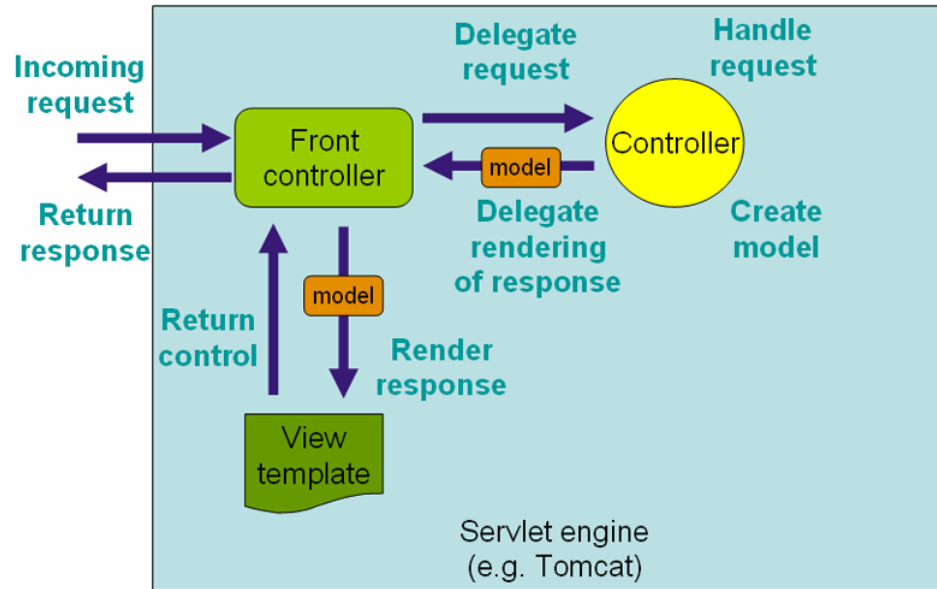 Incoming
request
Delegate
request
Handle
request
Front
controller
Controller
model
Return
response
Delegate
rendering
of response
Create
model
model
Return
control
Render
response
View
template
Servlet engine
(e.g. Tomcat)